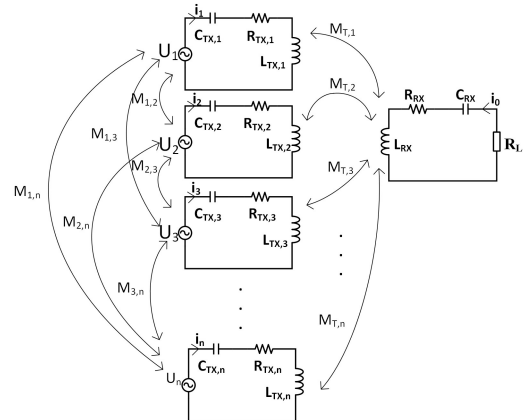 i1
CTX,1
RTX,1
LTX,1
U1
MT,1
M1,2
i2
CTX,2
RTX,2
LTX,2
U2
MT,2
RRX
CRX
i0
LRX
RL
M1,3
M2,3
i3
CTX,3
RTX,3
LTX,3
U3
MT,3
M1,n
M2,n
M3,n
MT,n
in
CTX,n
RTX,n
LTX,n
Un